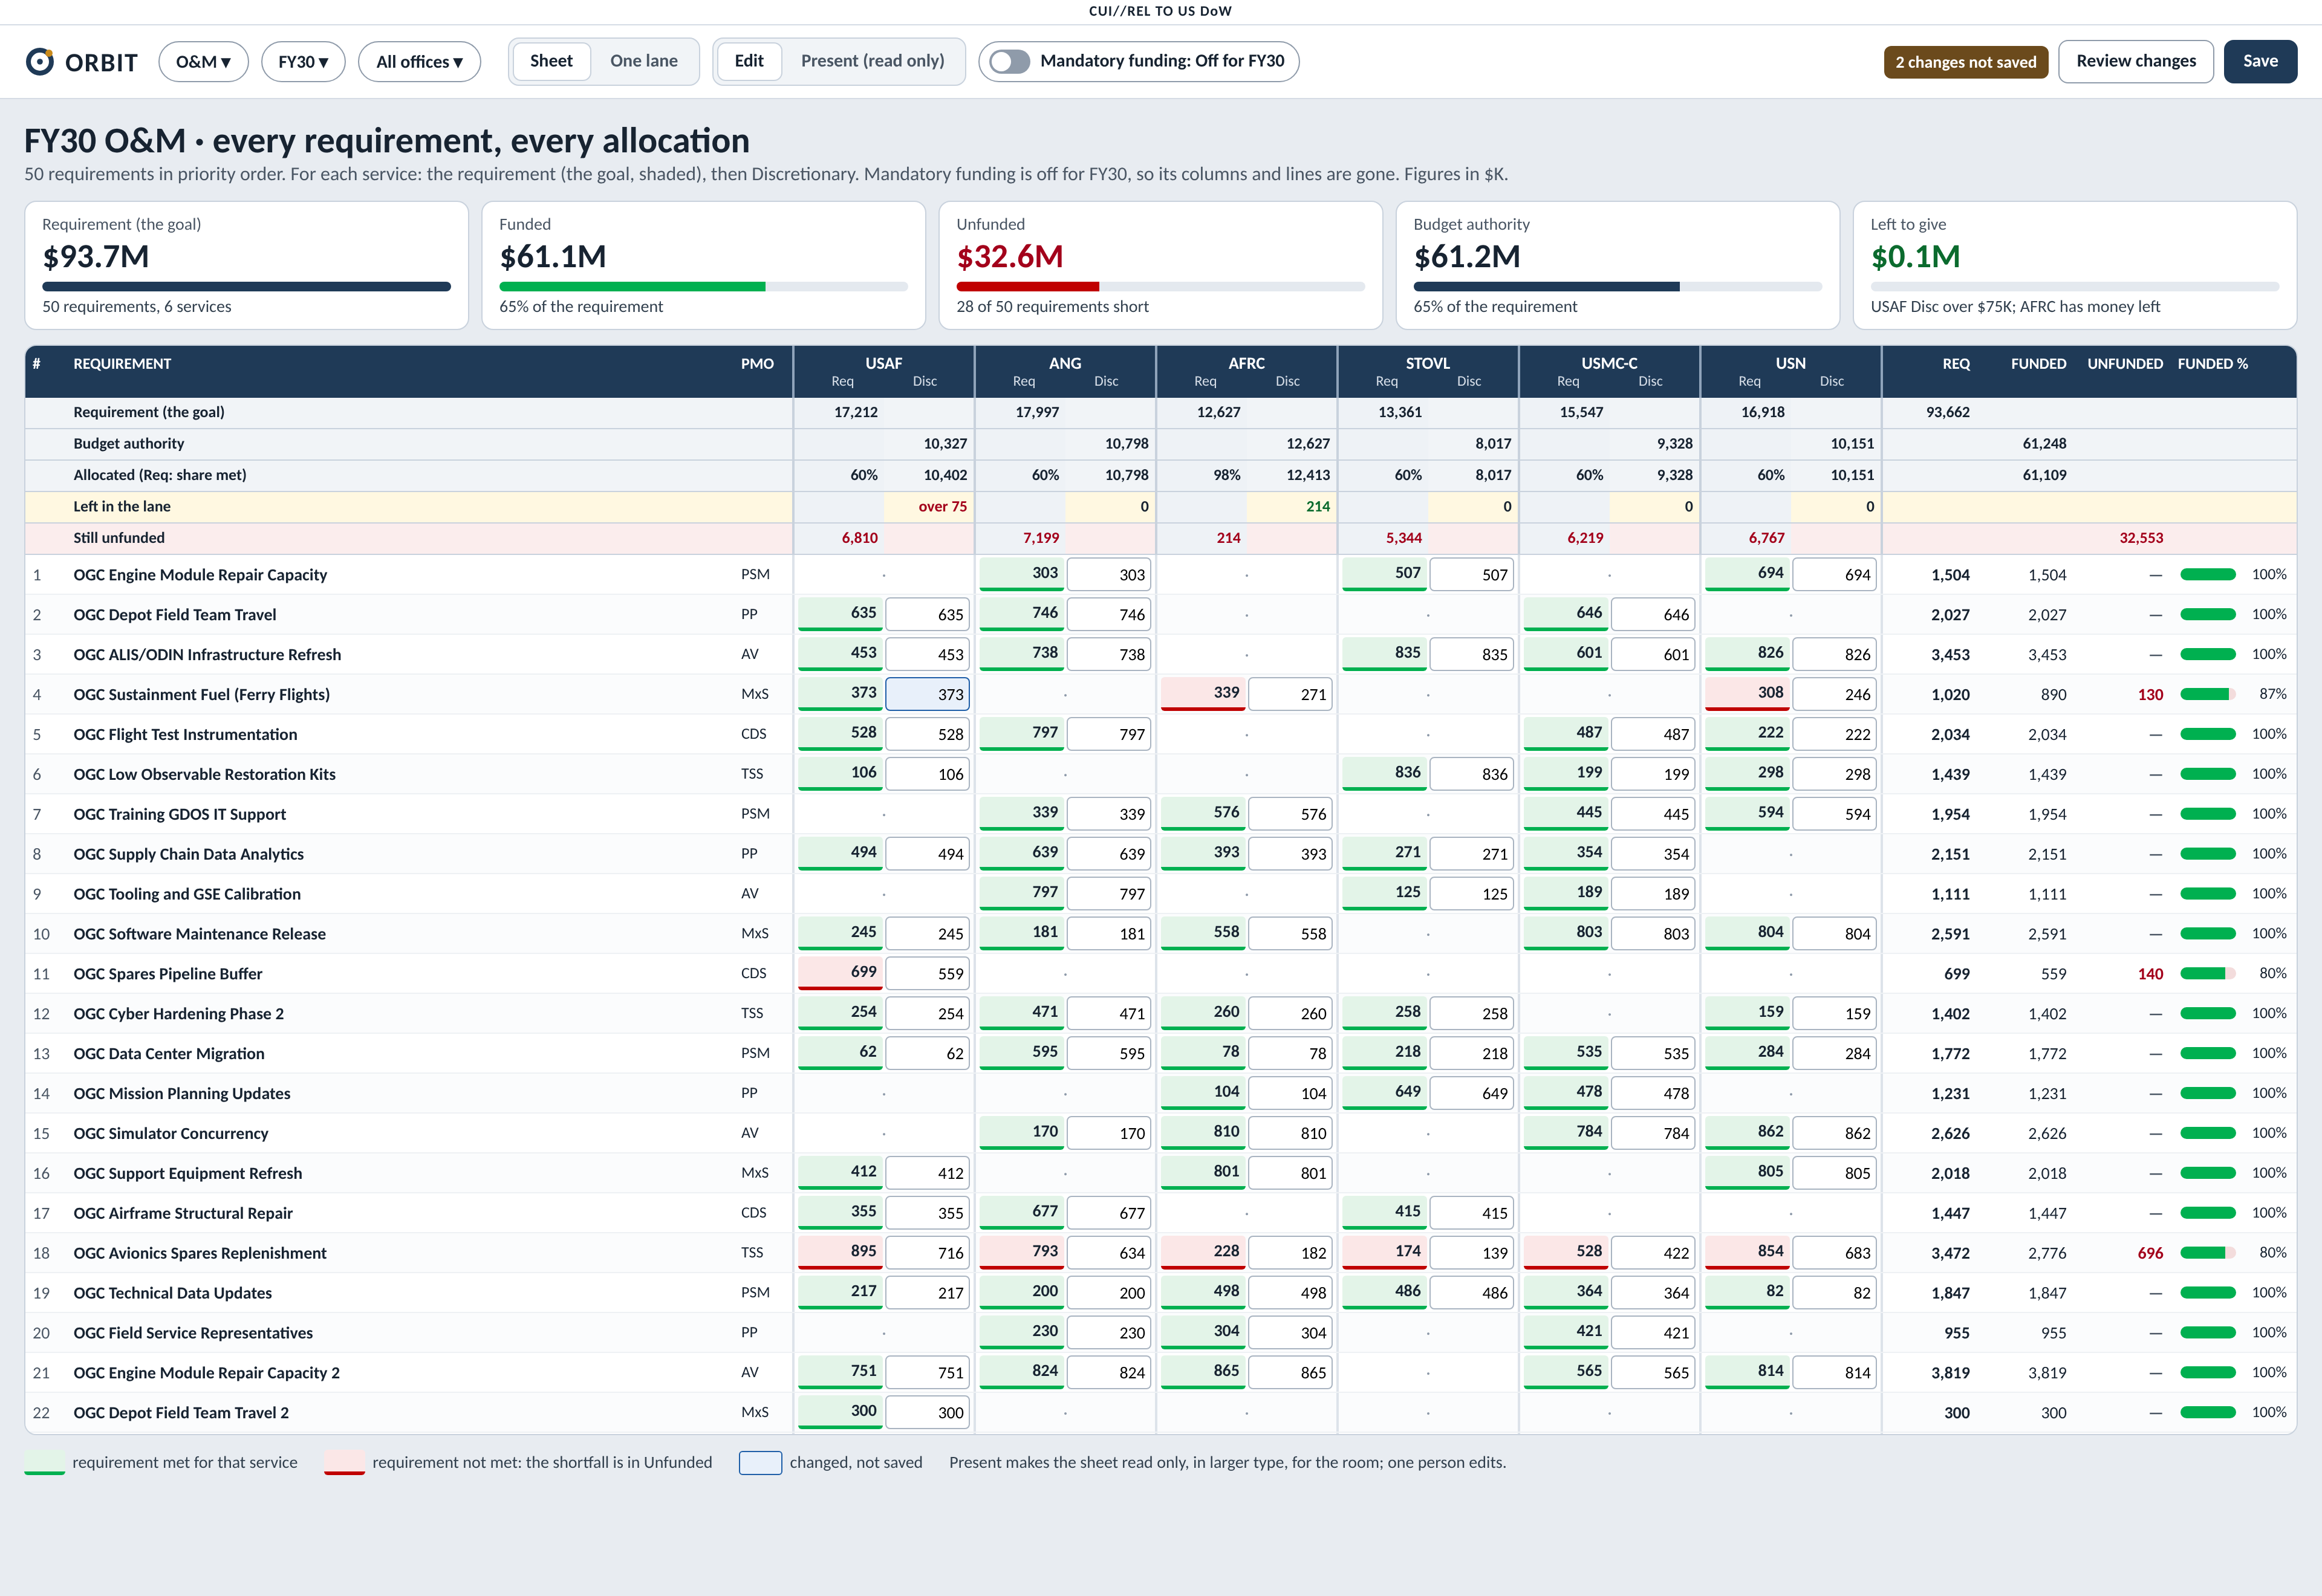 CUI//REL TO US DoW
ORBIT O&M ▾ FY30 ▾ All offices ▾ Sheet One lane Edit Present (read only) Mandatory funding: Off for FY30 2 changes not saved Review changes Save
FY30 O&M · every requirement, every allocation
50 requirements in priority order. For each service: the requirement (the goal, shaded), then Discretionary. Mandatory funding is off for FY30, so its columns and lines are gone. Figures in $K.
Requirement (the goal) Funded Unfunded Budget authority Left to give
$93.7M $61.1M $32.6M $61.2M $0.1M
50 requirements, 6 services 65% of the requirement 28 of 50 requirements short 65% of the requirement USAF Disc over $75K; AFRC has money left
# REQUIREMENT PMO USAF ANG AFRC STOVL USMC-C USN REQ FUNDED UNFUNDED FUNDED %
Req Disc Req Disc Req Disc Req Disc Req Disc Req Disc
Requirement (the goal) 17,212 17,997 12,627 13,361 15,547 16,918 93,662
Budget authority 10,327 10,798 12,627 8,017 9,328 10,151 61,248
Allocated (Req: share met) 60% 10,402 60% 10,798 98% 12,413 60% 8,017 60% 9,328 60% 10,151 61,109
Left in the lane over 75 0 214 0 0 0
Still unfunded 6,810 7,199 214 5,344 6,219 6,767 32,553
1 OGC Engine Module Repair Capacity PSM · 303 303 · 507 507 · 694 694 1,504 1,504 — 100%
2 OGC Depot Field Team Travel PP 635 635 746 746 · · 646 646 · 2,027 2,027 — 100%
3 OGC ALIS/ODIN Infrastructure Refresh AV 453 453 738 738 · 835 835 601 601 826 826 3,453 3,453 — 100%
4 OGC Sustainment Fuel (Ferry Flights) MxS 373 373 · 339 271 · · 308 246 1,020 890 130 87%
5 OGC Flight Test Instrumentation CDS 528 528 797 797 · · 487 487 222 222 2,034 2,034 — 100%
6 OGC Low Observable Restoration Kits TSS 106 106 · · 836 836 199 199 298 298 1,439 1,439 — 100%
7 OGC Training GDOS IT Support PSM · 339 339 576 576 · 445 445 594 594 1,954 1,954 — 100%
8 OGC Supply Chain Data Analytics PP 494 494 639 639 393 393 271 271 354 354 · 2,151 2,151 — 100%
9 OGC Tooling and GSE Calibration AV · 797 797 · 125 125 189 189 · 1,111 1,111 — 100%
10 OGC Software Maintenance Release MxS 245 245 181 181 558 558 · 803 803 804 804 2,591 2,591 — 100%
11 OGC Spares Pipeline Buffer CDS 699 559 · · · · · 699 559 140 80%
12 OGC Cyber Hardening Phase 2 TSS 254 254 471 471 260 260 258 258 · 159 159 1,402 1,402 — 100%
13 OGC Data Center Migration PSM 62 62 595 595 78 78 218 218 535 535 284 284 1,772 1,772 — 100%
14 OGC Mission Planning Updates PP · · 104 104 649 649 478 478 · 1,231 1,231 — 100%
15 OGC Simulator Concurrency AV · 170 170 810 810 · 784 784 862 862 2,626 2,626 — 100%
16 OGC Support Equipment Refresh MxS 412 412 · 801 801 · · 805 805 2,018 2,018 — 100%
17 OGC Airframe Structural Repair CDS 355 355 677 677 · 415 415 · · 1,447 1,447 — 100%
18 OGC Avionics Spares Replenishment TSS 895 716 793 634 228 182 174 139 528 422 854 683 3,472 2,776 696 80%
19 OGC Technical Data Updates PSM 217 217 200 200 498 498 486 486 364 364 82 82 1,847 1,847 — 100%
20 OGC Field Service Representatives PP · 230 230 304 304 · 421 421 · 955 955 — 100%
21 OGC Engine Module Repair Capacity 2 AV 751 751 824 824 865 865 · 565 565 814 814 3,819 3,819 — 100%
22 OGC Depot Field Team Travel 2 MxS 300 300 · · · · · 300 300 — 100%
requirement met for that service requirement not met: the shortfall is in Unfunded changed, not saved Present makes the sheet read only, in larger type, for the room; one person edits.